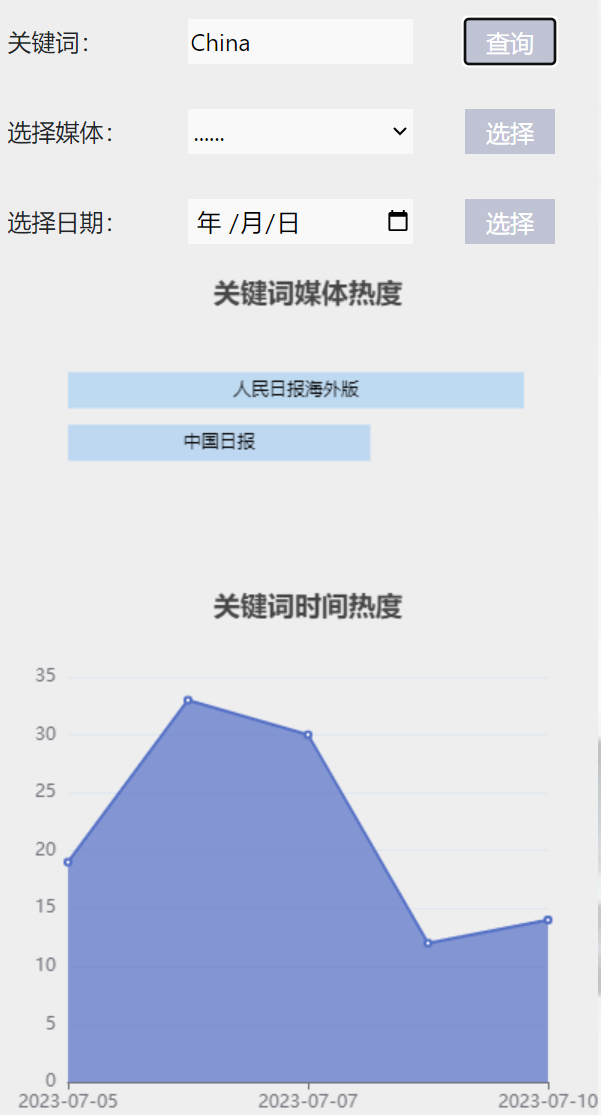 关键词： China 查询
选择媒体： ...... 选择
选择日期： 年 /月/日 选择
关键词媒体热度
人民日报海外版
中国日报
关键词时间热度
35
30
25
20
15
10
5
0
2023-07-05 2023-07-07 2023-07-10